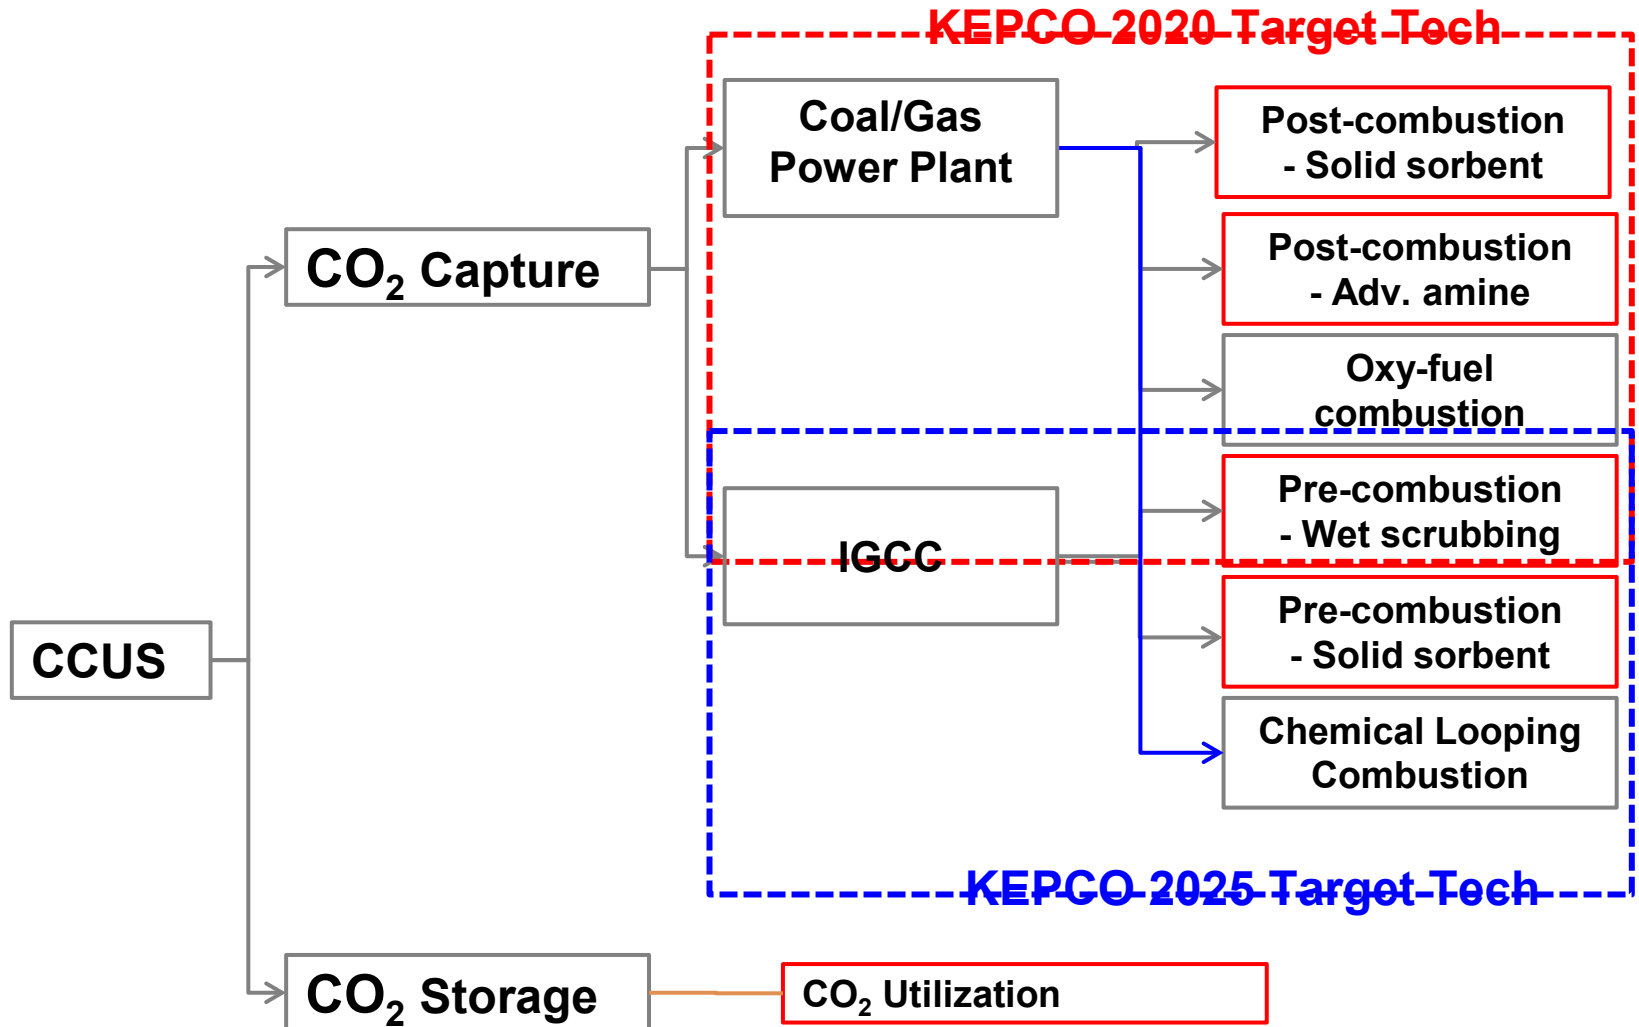 KEPCO 2020 Target Tech
Coal/Gas
Power Plant
Post-combustion
- Solid sorbent
Post-combustion
- Adv. amine
CO₂ Capture
Oxy-fuel
combustion
Pre-combustion
- Wet scrubbing
IGCC
Pre-combustion
- Solid sorbent
CCUS
Chemical Looping
Combustion
KEPCO 2025 Target Tech
CO₂ Storage
CO₂ Utilization